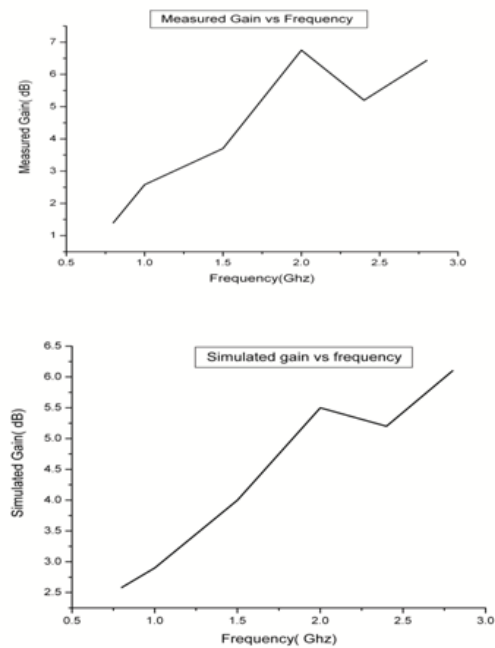 Measured Gain vs Frequency
7
6
5
4
3
2
1
Measured Gain( dB)
0.5 1.0 1.5 2.0 2.5 3.0
Frequency(Ghz)
Simulated gain vs frequency
6.5
6.0
5.5
5.0
4.5
4.0
3.5
3.0
2.5
Simulated Gain( dB)
0.5 1.0 1.5 2.0 2.5 3.0
Frequency( Ghz)